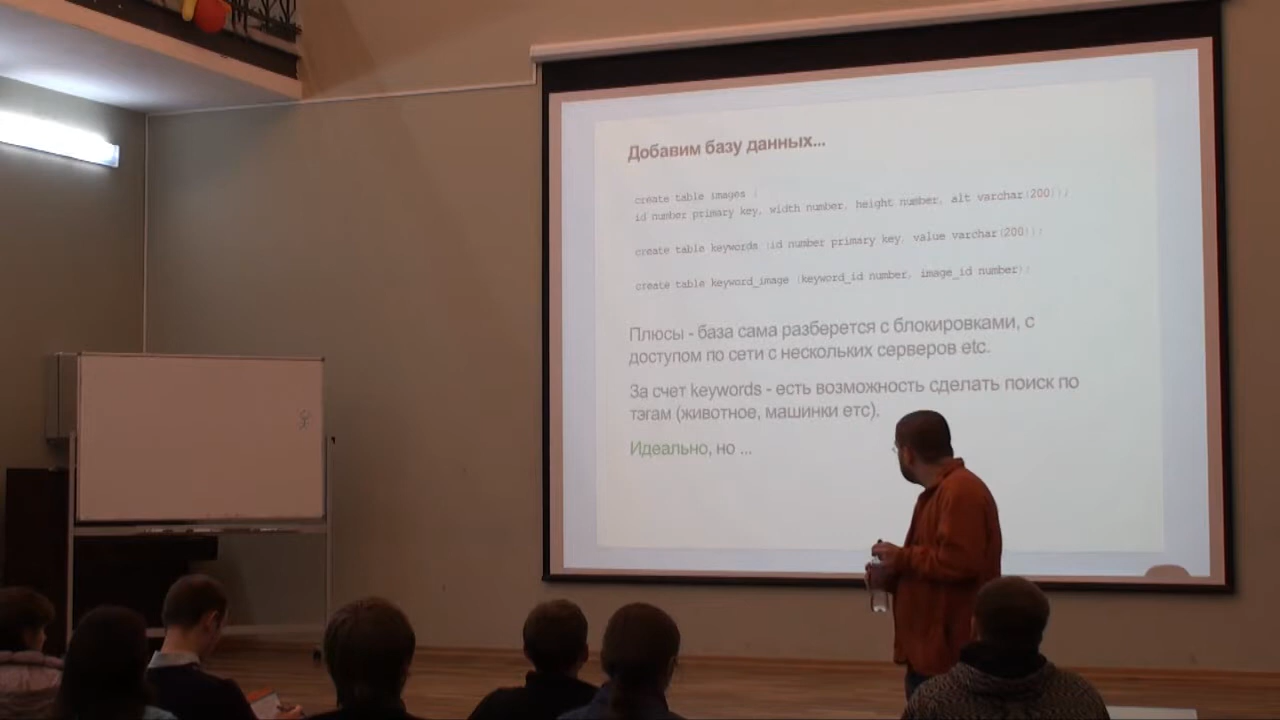 Добавим базу данных...
create table images (
id number primary key, width number, height number, alt varchar(200));
create table keywords (id number primary key, value varchar(200));
create table keyword_image (keyword_id number, image_id number);
Плюсы - база сама разберется с блокировками, с
доступом по сети с нескольких серверов etc.
За счет keywords - есть возможность сделать поиск по
тэгам (животное, машинки етс).
Идеально, но ...